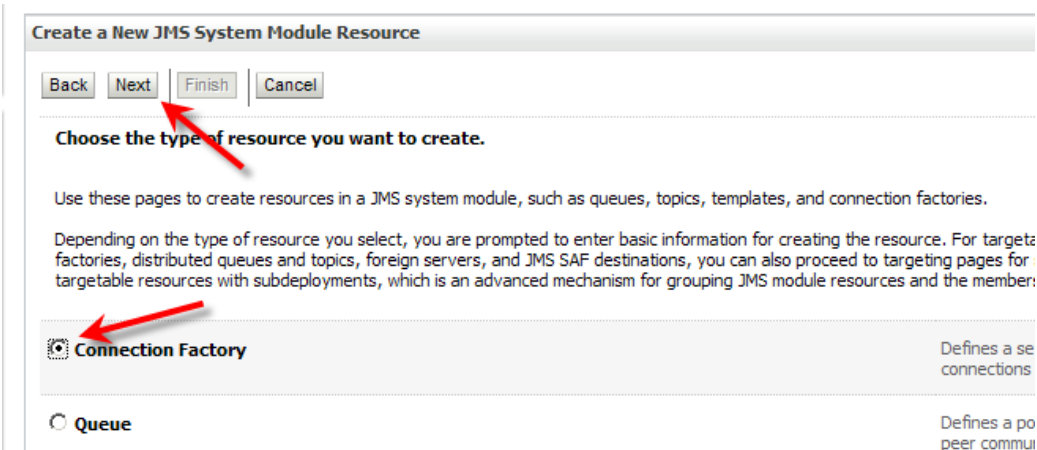 Create a New JMS System Module Resource
Back Next Finish Cancel
Choose the type of resource you want to create.
Use these pages to create resources in a JMS system module, such as queues, topics, templates, and connection factories.
Depending on the type of resource you select, you are prompted to enter basic information for creating the resource. For targeta
factories, distributed queues and topics, foreign servers, and JMS SAF destinations, you can also proceed to targeting pages for
targetable resources with subdeployments, which is an advanced mechanism for grouping JMS module resources and the members
Connection Factory
Defines a se
connections
Queue
Defines a po
peer commu